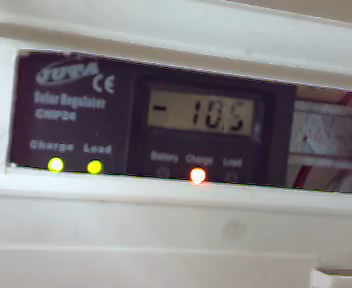 JUTA
CE
Solar Regulator
CMP24
- 10.5
Charge Load
Battery Charge Load